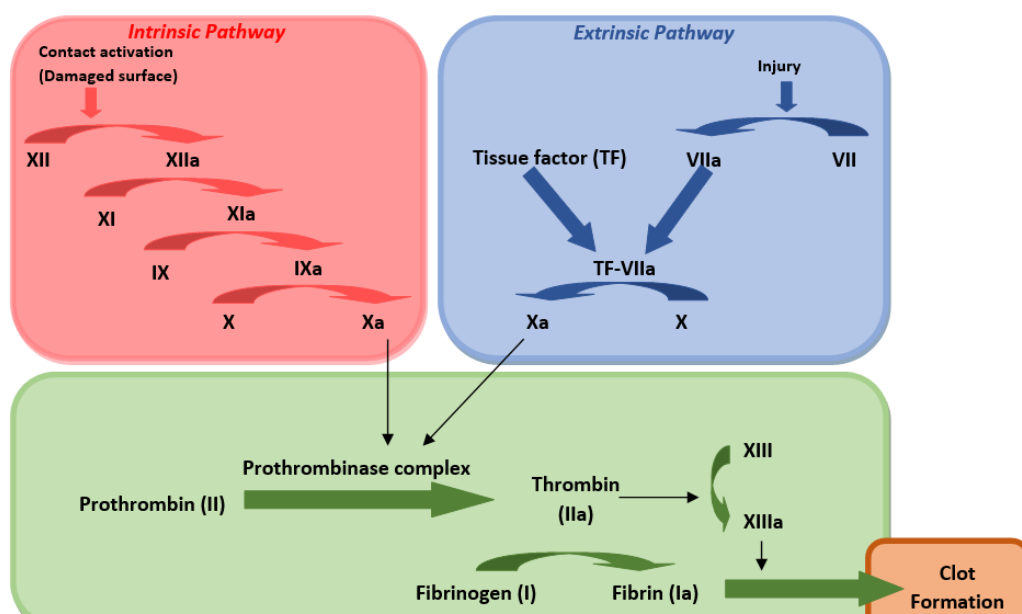 Intrinsic Pathway
Contact activation
(Damaged surface)
XII
XIIa
XI
XIa
IX
IXa
X
Xa
Extrinsic Pathway
Injury
Tissue factor (TF)
VIIa
VII
TF-VIIa
Xa
X
Prothrombinase complex
Prothrombin (II)
Thrombin
(IIa)
XIII
XIIIa
Fibrinogen (I)
Fibrin (Ia)
Clot
Formation